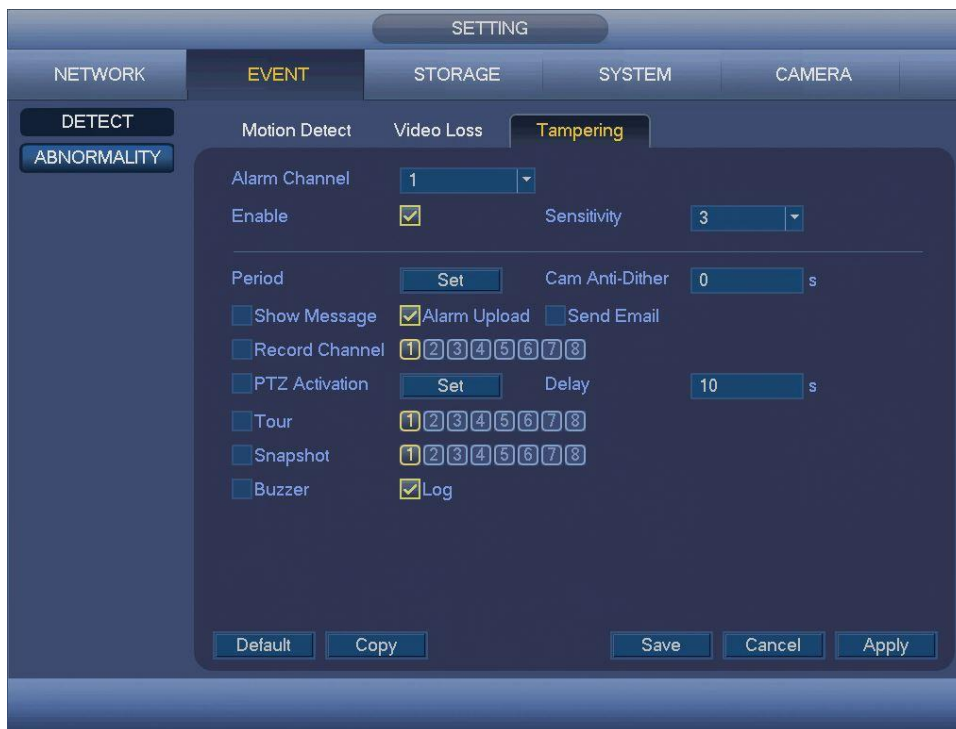 SETTING
NETWORK EVENT STORAGE SYSTEM CAMERA
DETECT
ABNORMALITY
Motion Detect Video Loss Tampering
Alarm Channel 1
Enable Sensitivity 3
Period Set Cam Anti-Dither 0 s
Show Message Alarm Upload Send Email
Record Channel 1 2 3 4 5 6 7 8
PTZ Activation Set Delay 10 s
Tour 1 2 3 4 5 6 7 8
Snapshot 1 2 3 4 5 6 7 8
Buzzer Log
Default Copy Save Cancel Apply